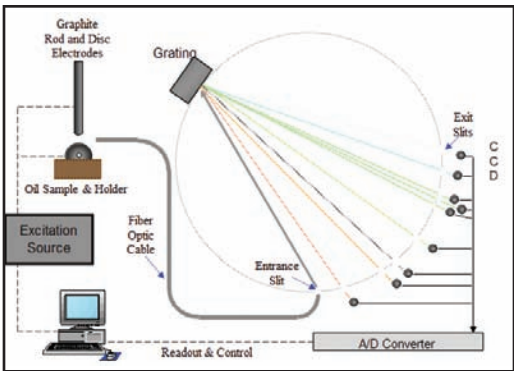 Graphite
Rod and Disc
Electrodes
Grating
Exit
Slits
C
C
D
Oil Sample & Holder
Excitation
Source
Fiber
Optic
Cable
Entrance
Slit
A/D Converter
Readout & Control